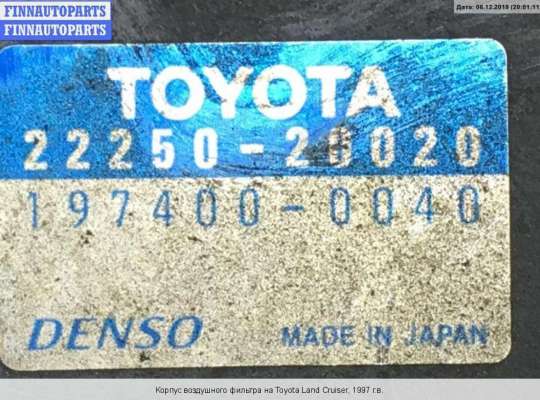 FINNAUTOPARTS
FINNAUTOPARTS
Дата: 06.12.2018 (20:01:11
TOYOTA
22250-20020
197400-0040
DENSO
MADE IN JAPAN
Корпус воздушного фильтра на Toyota Land Cruiser, 1997 г.в.